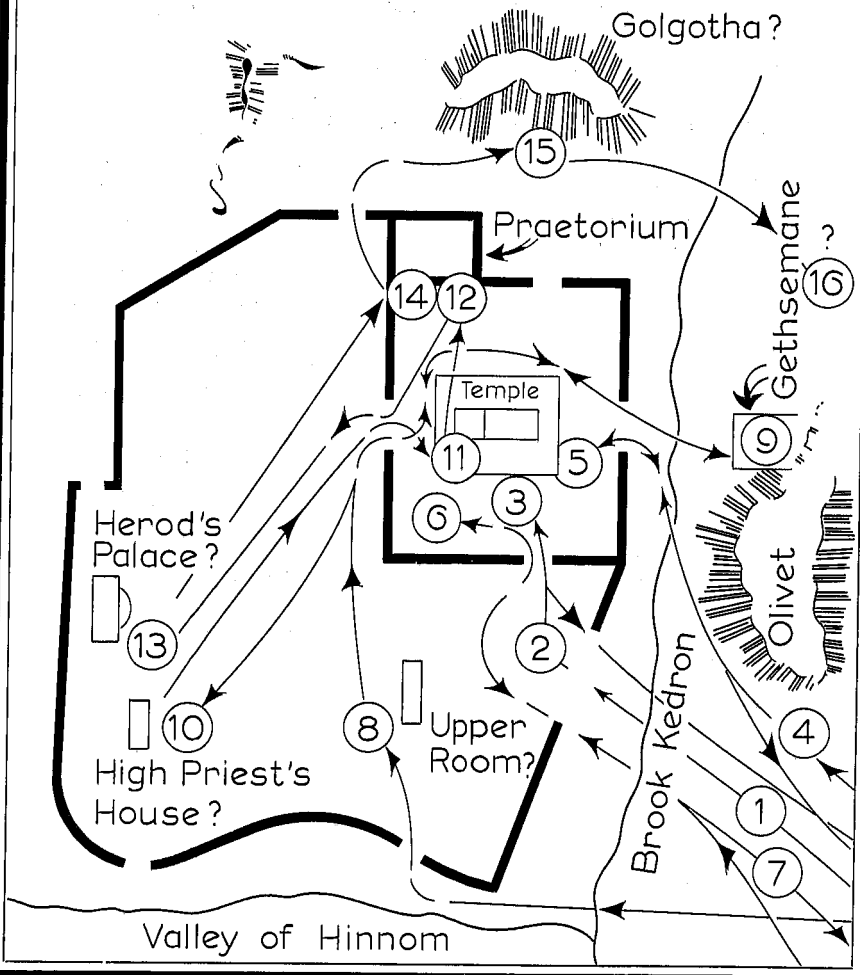 Golgotha?
15
Gethsemane
?
16
Praetorium
14
12
Temple
11
5
9
3
6
Herod's
Palace?
13
2
Olivet
10
8
Upper
Room?
4
High Priest's
House?
Brook Kedron
1
7
Valley of Hinnom